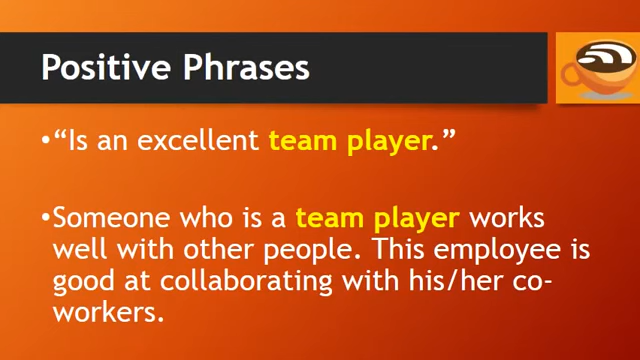 Positive Phrases
•“Is an excellent team player.”
•Someone who is a team player works
well with other people. This employee is
good at collaborating with his/her co-
workers.